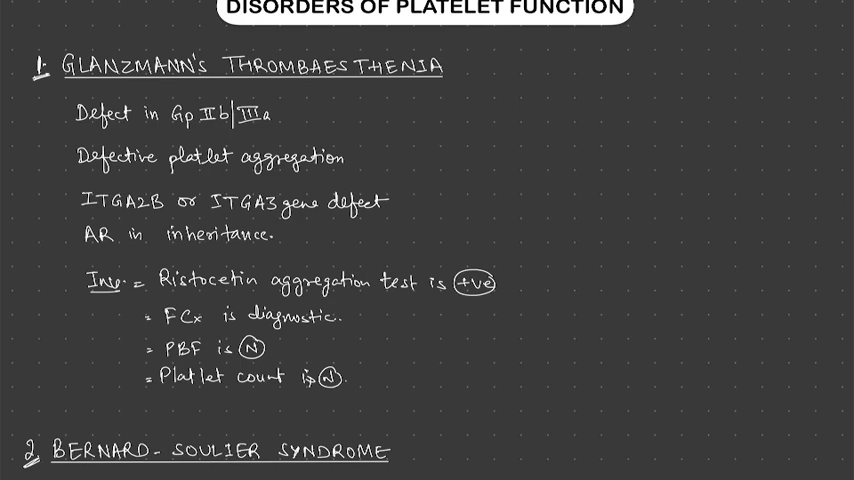 DISORDERS OF PLATELET FUNCTION
1. GLANZMANN'S THROMBAESTHENIA
Defect in Gp IIb/IIIa
Defective platlet aggregation
ITGA2B or ITGA3 gene defect
AR in inheritance.
Inv. = Ristocetin aggregation test is +ve
= FCx is diagnostic.
= PBF is N
= Platlet count is N.
2. BERNARD-SOULIER SYNDROME